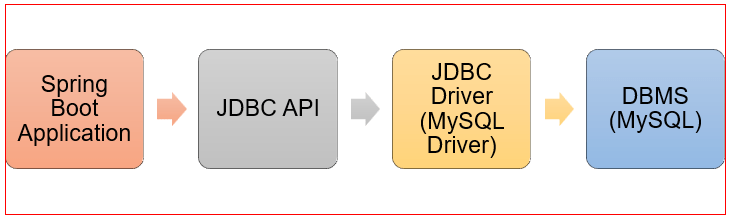 Spring
Boot
Application
JDBC API
JDBC
Driver
(MySQL
Driver)
DBMS
(MySQL)